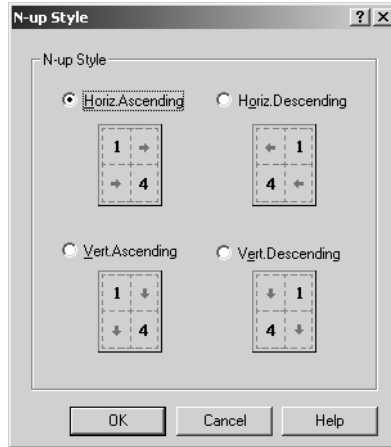 N-up Style
N-up Style
Horiz.Ascending Horiz.Descending
1 1
4 4
Vert.Ascending Vert.Descending
1 1
4 4
OK Cancel Help